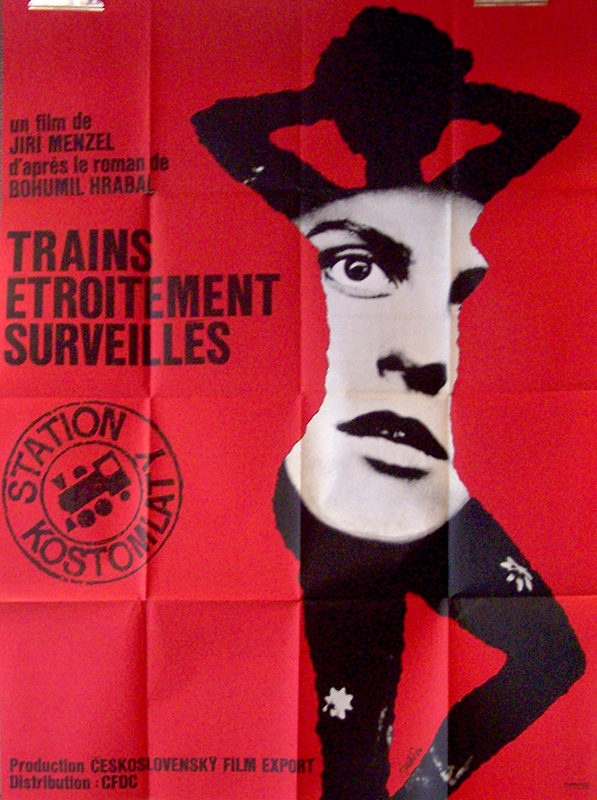 un film de
JIRI MENZEL
d'après le roman de
BOHUMIL HRABAL
TRAINS
ETROITEMENT
SURVEILLES
STATION
KOSTOMLATY
Production ČESKOSLOVENSKÝ FILM EXPORT
Distribution : CFDC